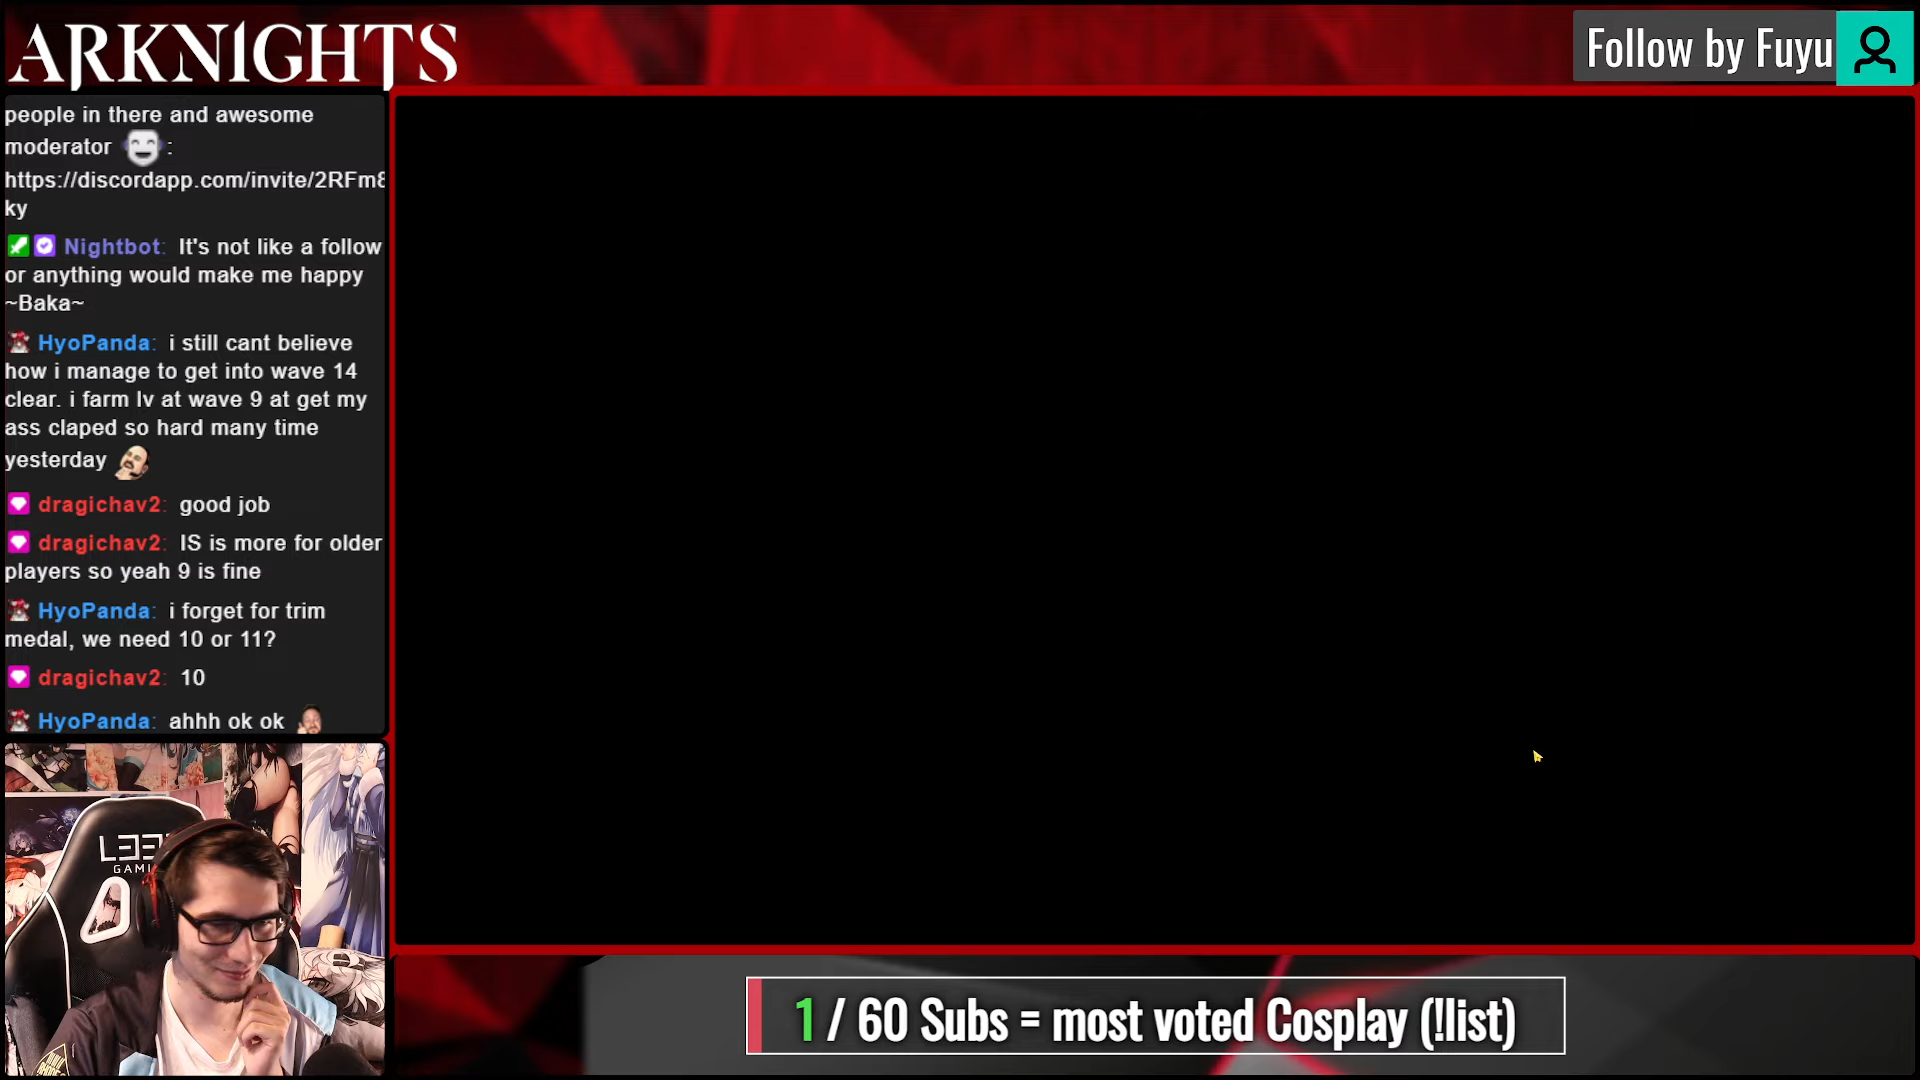 ARKNIGHTS
Follow by Fuyu
people in there and awesome
moderator :
https://discordapp.com/invite/2RFm8
ky
Nightbot: It's not like a follow
or anything would make me happy
~Baka~
HyoPanda: i still cant believe
how i manage to get into wave 14
clear. i farm lv at wave 9 at get my
ass claped so hard many time
yesterday
dragichav2: good job
dragichav2: IS is more for older
players so yeah 9 is fine
HyoPanda: i forget for trim
medal, we need 10 or 11?
dragichav2: 10
HyoPanda: ahhh ok ok
GAMI
1 / 60 Subs = most voted Cosplay (!list)